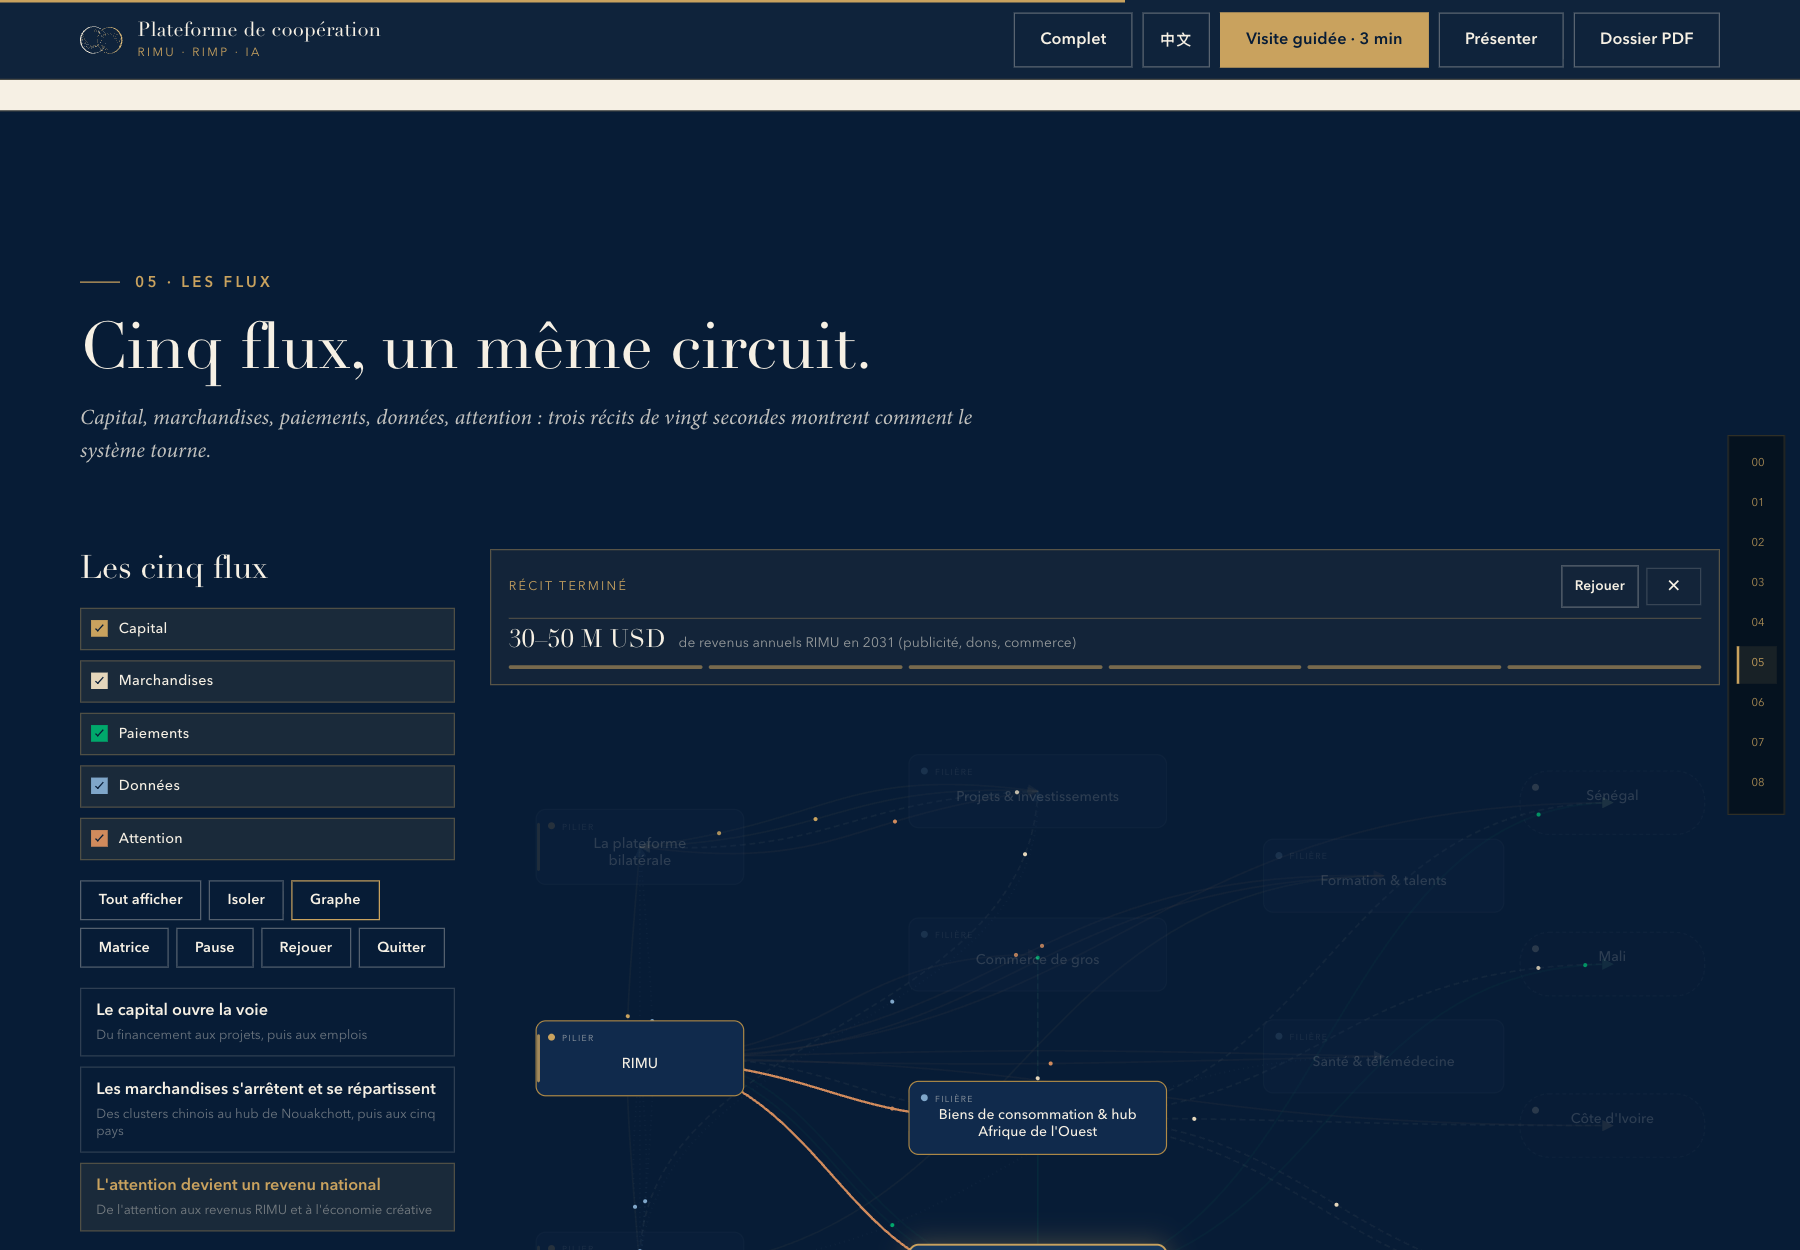 Plateforme de coopération
RIMU · RIMP · IA
Complet
中文
Visite guidée · 3 min
Présenter
Dossier PDF
05 · LES FLUX
Cinq flux, un même circuit.
Capital, marchandises, paiements, données, attention : trois récits de vingt secondes montrent comment le
système tourne.
00
01
02
03
04
05
06
07
08
Les cinq flux
Capital
Marchandises
Paiements
Données
Attention
Tout afficher
Isoler
Graphe
Matrice
Pause
Rejouer
Quitter
Le capital ouvre la voie
Du financement aux projets, puis aux emplois
Les marchandises s'arrêtent et se répartissent
Des clusters chinois au hub de Nouakchott, puis aux cinq
pays
L'attention devient un revenu national
De l'attention aux revenus RIMU et à l'économie créative
RÉCIT TERMINÉ
Rejouer
✕
30–50 M USD de revenus annuels RIMU en 2031 (publicité, dons, commerce)
FILIÈRE
Projets & investissements
Sénégal
PILIER
La plateforme
bilatérale
FILIÈRE
Formation & talents
FILIÈRE
Commerce de gros
Mali
PILIER
RIMU
FILIÈRE
Santé & télémédecine
FILIÈRE
Biens de consommation & hub
Afrique de l'Ouest
Côte d'Ivoire
PILIER
FILIÈRE